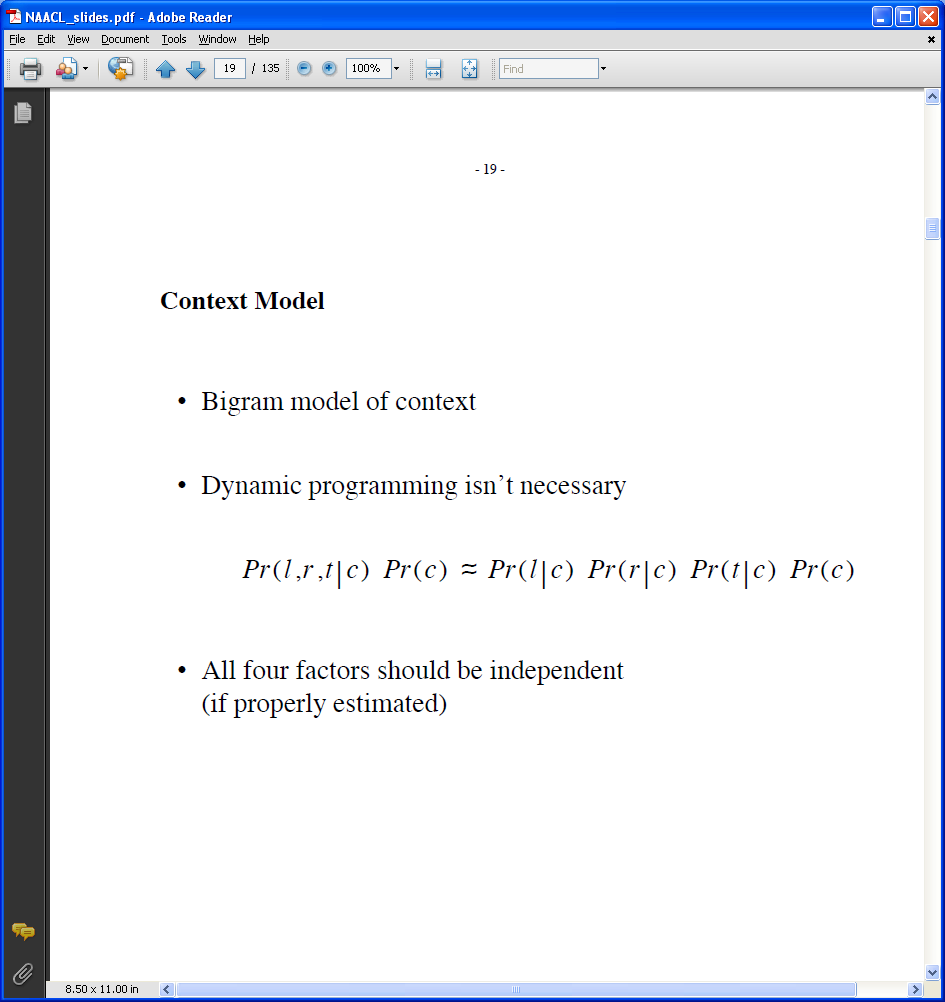 NAACL_slides.pdf - Adobe Reader
File Edit View Document Tools Window Help
19 / 135 100% Find
- 19 -
Context Model
• Bigram model of context
• Dynamic programming isn’t necessary
Pr(l,r,t|c) Pr(c) ≈ Pr(l|c) Pr(r|c) Pr(t|c) Pr(c)
• All four factors should be independent
(if properly estimated)
8.50 x 11.00 in